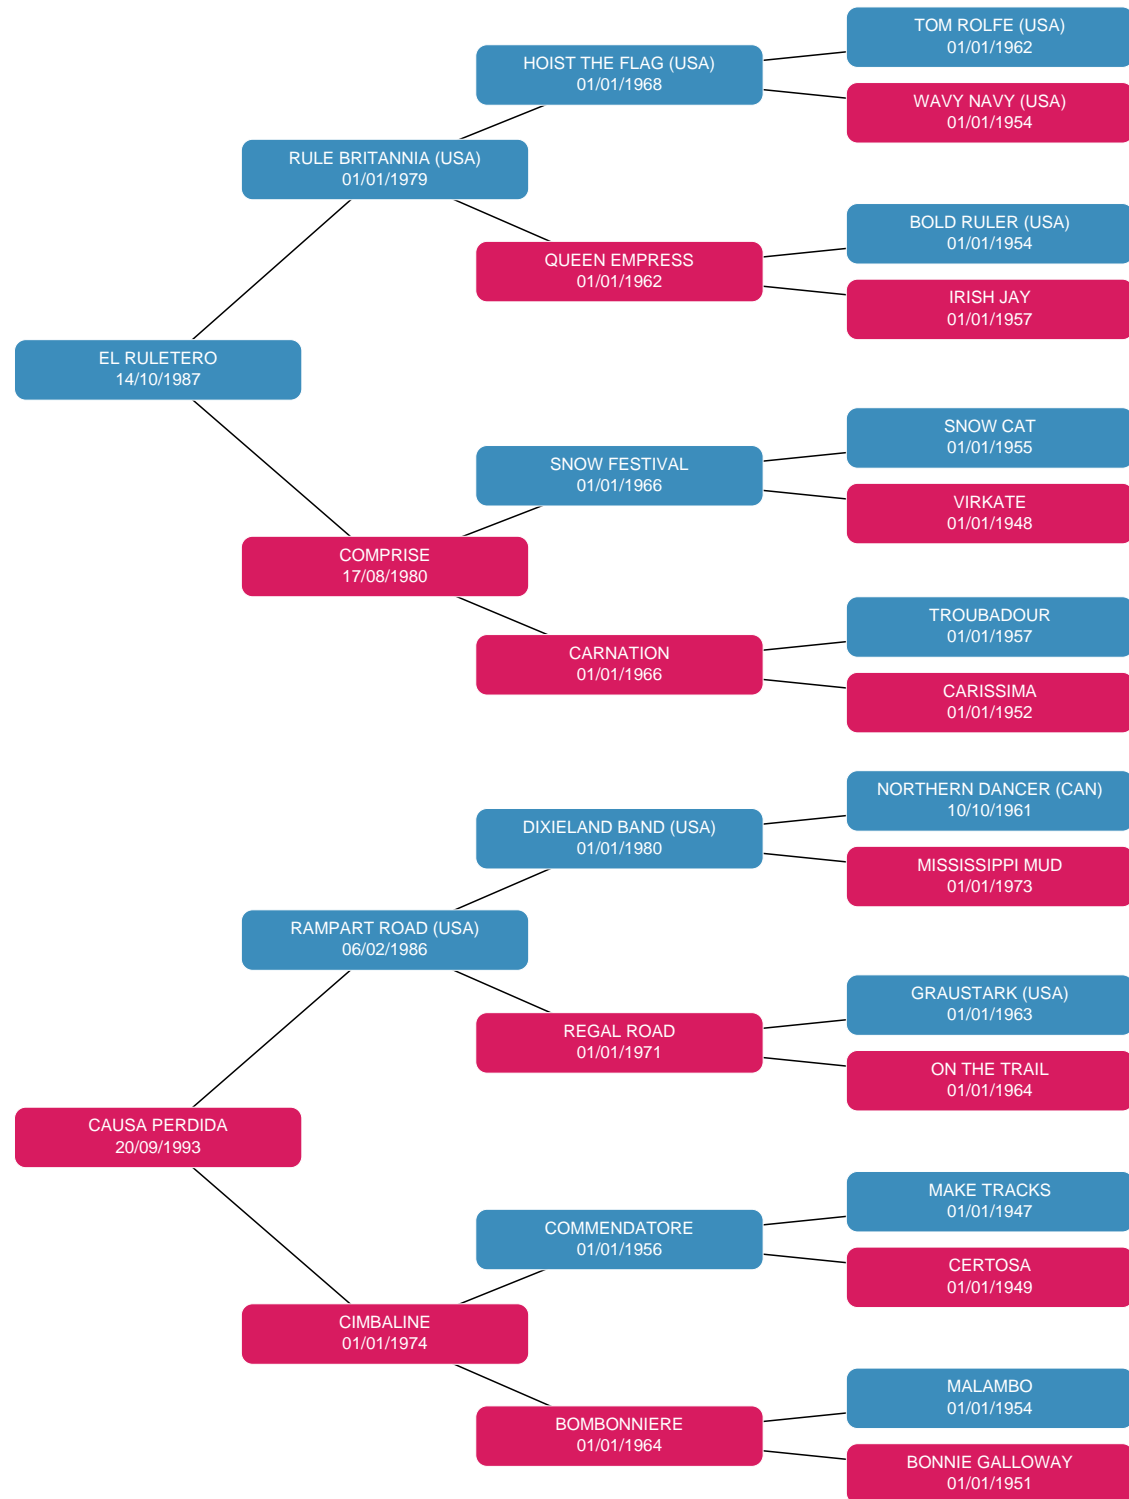 TOM ROLFE (USA)
01/01/1962
HOIST THE FLAG (USA)
01/01/1968
WAVY NAVY (USA)
01/01/1954
RULE BRITANNIA (USA)
01/01/1979
BOLD RULER (USA)
01/01/1954
QUEEN EMPRESS
01/01/1962
IRISH JAY
01/01/1957
EL RULETERO
14/10/1987
SNOW CAT
01/01/1955
SNOW FESTIVAL
01/01/1966
VIRKATE
01/01/1948
COMPRISE
17/08/1980
TROUBADOUR
01/01/1957
CARNATION
01/01/1966
CARISSIMA
01/01/1952
NORTHERN DANCER (CAN)
10/10/1961
DIXIELAND BAND (USA)
01/01/1980
MISSISSIPPI MUD
01/01/1973
RAMPART ROAD (USA)
06/02/1986
GRAUSTARK (USA)
01/01/1963
REGAL ROAD
01/01/1971
ON THE TRAIL
01/01/1964
CAUSA PERDIDA
20/09/1993
MAKE TRACKS
01/01/1947
COMMENDATORE
01/01/1956
CERTOSA
01/01/1949
CIMBALINE
01/01/1974
MALAMBO
01/01/1954
BOMBONNIERE
01/01/1964
BONNIE GALLOWAY
01/01/1951